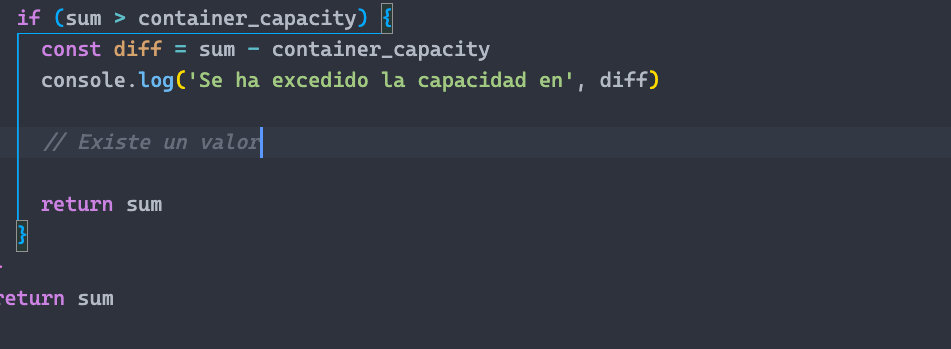 if (sum > container_capacity) {
const diff = sum - container_capacity
console.log('Se ha excedido la capacidad en', diff)
// Existe un valor
return sum
}
return sum